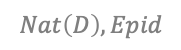 Nat(D), Epid